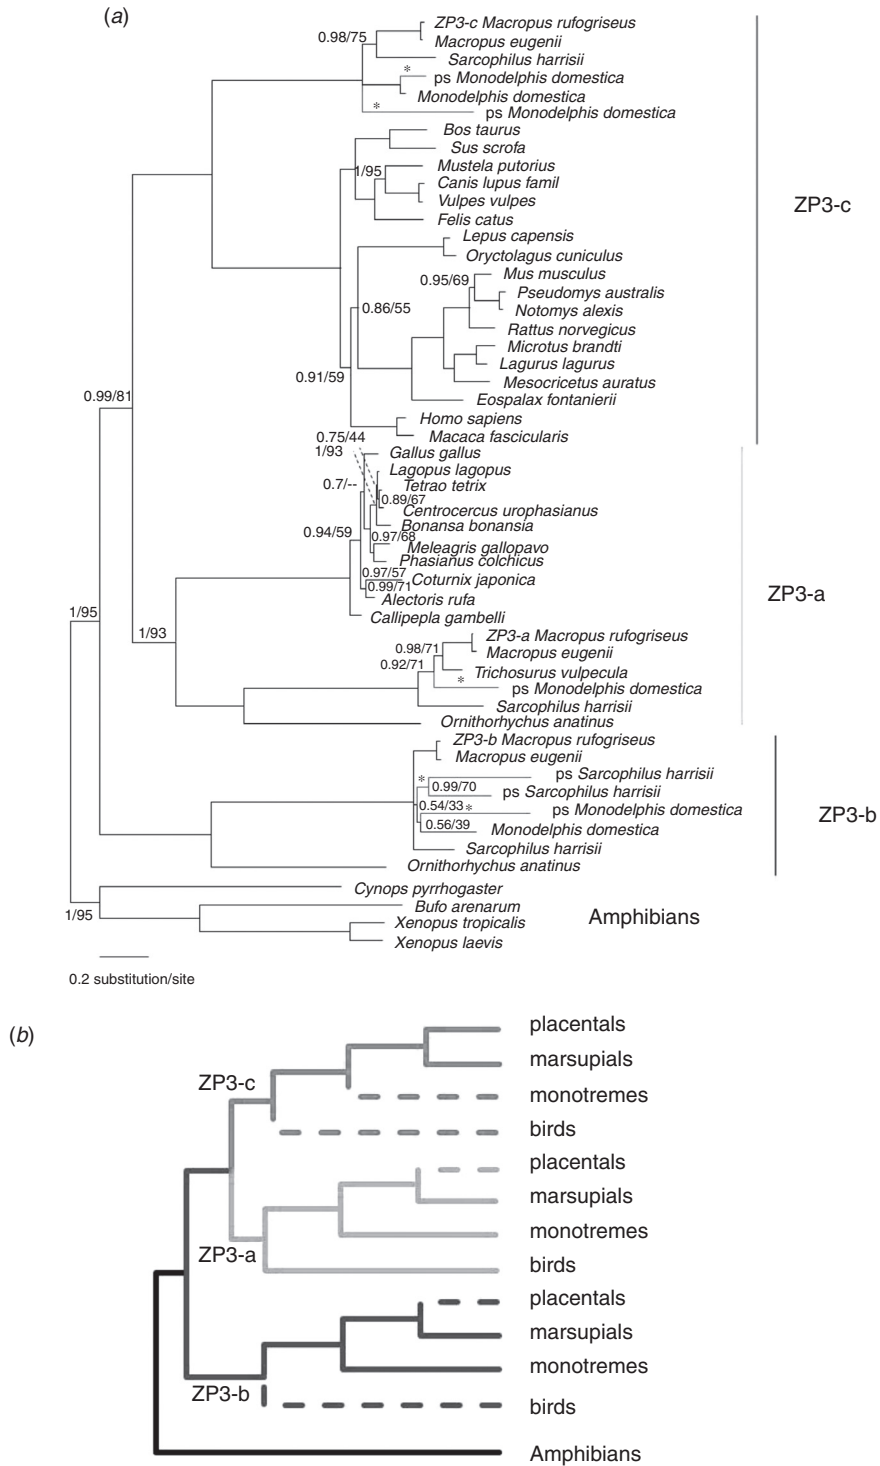 (a)
ZP3-c Macropus rufogriseus
0.98/75
Macropus eugenii
Sarcophilus harrisii
*
ps Monodelphis domestica
Monodelphis domestica
*
ps Monodelphis domestica
Bos taurus
Sus scrofa
Mustela putorius
1/95
Canis lupus famil
Vulpes vulpes
ZP3-c
Felis catus
Lepus capensis
Oryctolagus cuniculus
Mus musculus
0.95/69
Pseudomys australis
Notomys alexis
0.86/55
Rattus norvegicus
Microtus brandti
Lagurus lagurus
0.91/59
Mesocricetus auratus
0.99/81
Eospalax fontanierii
Homo sapiens
0.75/44
Macaca fascicularis
1/93
Gallus gallus
Lagopus lagopus
0.7/--
Tetrao tetrix
0.89/67
Centrocercus urophasianus
Bonansa bonansia
0.94/59
0.97/68
Meleagris gallopavo
Phasianus colchicus
0.97/57
Coturnix japonica
0.99/71
ZP3-a
Alectoris rufa
1/95
Callipepla gambelli
1/93
ZP3-a Macropus rufogriseus
0.98/71
Macropus eugenii
0.92/71
Trichosurus vulpecula
*
ps Monodelphis domestica
Sarcophilus harrisii
Ornithorhychus anatinus
ZP3-b Macropus rufogriseus
Macropus eugenii
*
ps Sarcophilus harrisii
0.99/70
ps Sarcophilus harrisii
0.54/33 *
ps Monodelphis domestica
ZP3-b
0.56/39
Monodelphis domestica
Sarcophilus harrisii
Ornithorhychus anatinus
Cynops pyrrhogaster
1/95
Bufo arenarum
Amphibians
Xenopus tropicalis
Xenopus laevis
0.2 substitution/site
(b)
placentals
marsupials
ZP3-c
monotremes
birds
placentals
marsupials
monotremes
ZP3-a
birds
placentals
marsupials
monotremes
ZP3-b
birds
Amphibians